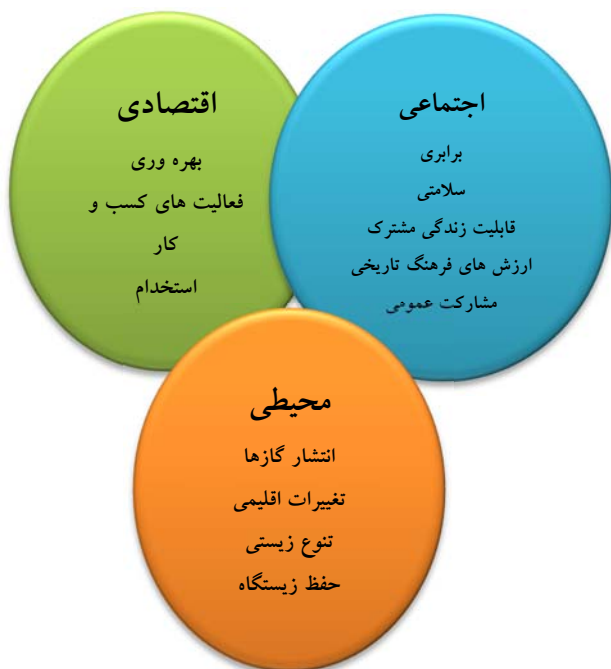 اجتماعی
برابری
سلامتی
قابلیت زندگی مشترک
ارزش های فرهنگ تاریخی
مشارکت عمومی
اقتصادی
بهره وری
فعالیت های کسب و
کار
استخدام
محیطی
انتشار گازها
تغییرات اقلیمی
تنوع زیستی
حفظ زیستگاه